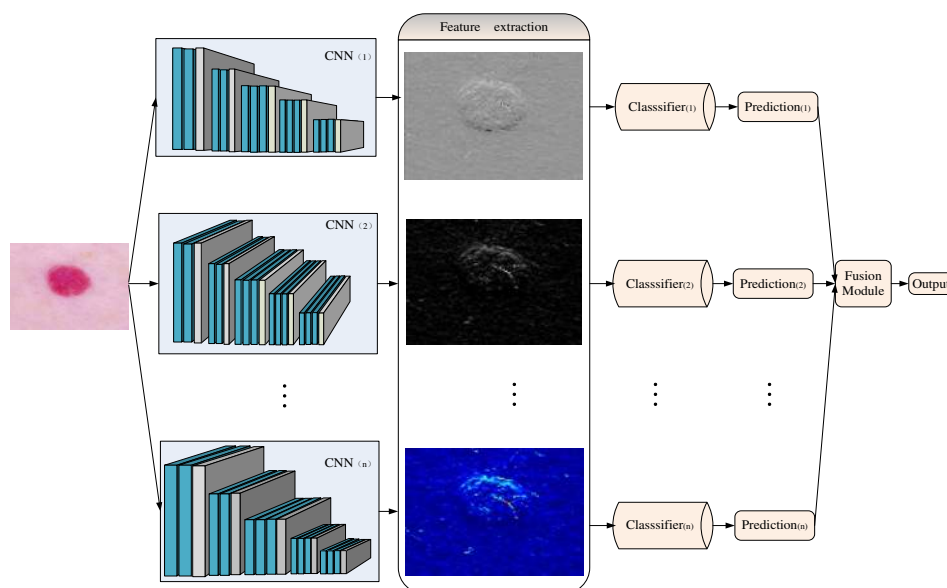 Feature extraction
CNN（1）
Classsifier(1)
Prediction(1)
CNN（2）
Classsifier(2)
Prediction(2)
Fusion
Module
Output
CNN（n）
Classsifier(n)
Prediction(n)